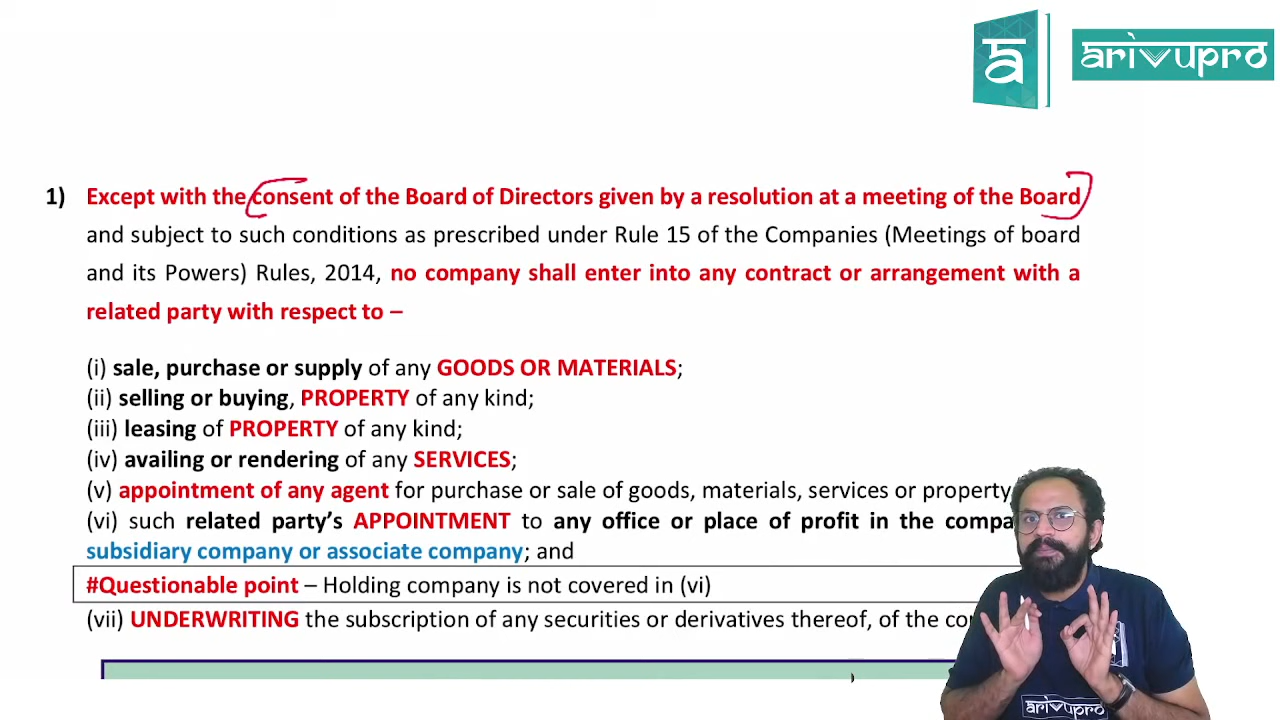 arivupro
1) Except with the consent of the Board of Directors given by a resolution at a meeting of the Board
and subject to such conditions as prescribed under Rule 15 of the Companies (Meetings of board
and its Powers) Rules, 2014, no company shall enter into any contract or arrangement with a
related party with respect to –
(i) sale, purchase or supply of any GOODS OR MATERIALS;
(ii) selling or buying, PROPERTY of any kind;
(iii) leasing of PROPERTY of any kind;
(iv) availing or rendering of any SERVICES;
(v) appointment of any agent for purchase or sale of goods, materials, services or property
(vi) such related party's APPOINTMENT to any office or place of profit in the
subsidiary company or associate company; and
#Questionable point – Holding company is not covered in (vi)
(vii) UNDERWRITING the subscription of any securities or derivatives thereof, of the
arivupro